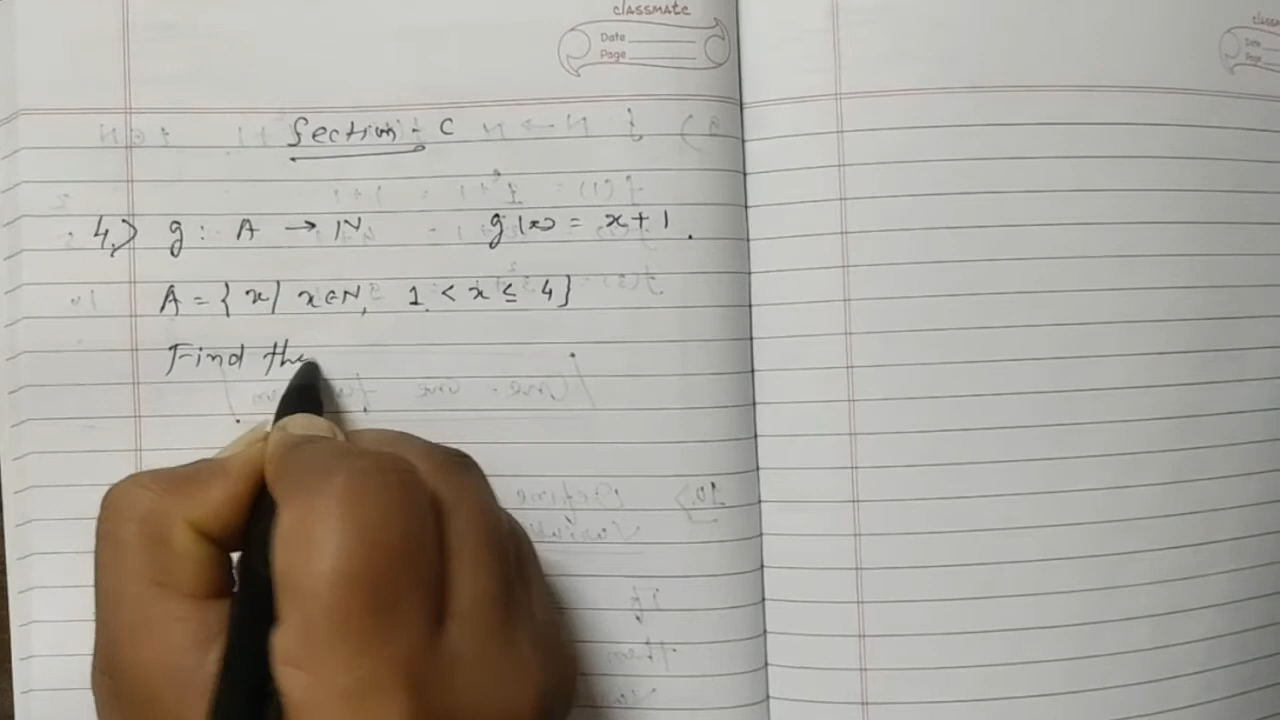 classmate
Date
Page
Section:- C
4.> g : A → N g(x) = x + 1 .
A = { x | x ∈ N, 1 < x ≤ 4 }
Find the